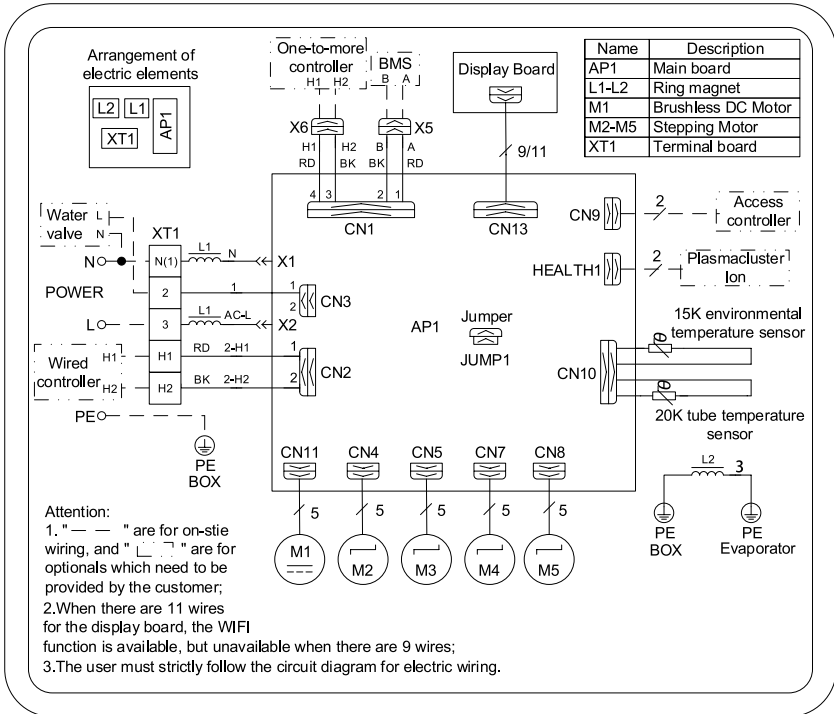 Arrangement of
electric elements
L2
L1
AP1
XT1
One-to-more
controller
H1 H2
BMS
B A
X6
X5
H1 H2 B A
RD BK BK RD
4 3 2 1
CN1
Display Board
9/11
CN13
Name Description
AP1 Main board
L1-L2 Ring magnet
M1 Brushless DC Motor
M2-M5 Stepping Motor
XT1 Terminal board
CN9
2
Access
controller
HEALTH1
2
Plasmacluster
Ion
Water
valve
L
N
XT1
N
N(1)
L1
N
X1
POWER
2
1
1
2
CN3
L
3
L1
AC-L
X2
Wired
controller
H1
H2
H1
RD
2-H1
1
H2
BK
2-H2
2
CN2
PE
PE
BOX
AP1
Jumper
JUMP1
15K environmental
temperature sensor
θ
CN10
θ
20K tube temperature
sensor
CN11 CN4 CN5 CN7 CN8
5 5 5 5 5
M1 M2 M3 M4 M5
L2
3
PE
BOX
PE
Evaporator
Attention:
1. "— —" are for on-stie
wiring, and " " are for
optionals which need to be
provided by the customer;
2.When there are 11 wires
for the display board, the WIFI
function is available, but unavailable when there are 9 wires;
3.The user must strictly follow the circuit diagram for electric wiring.